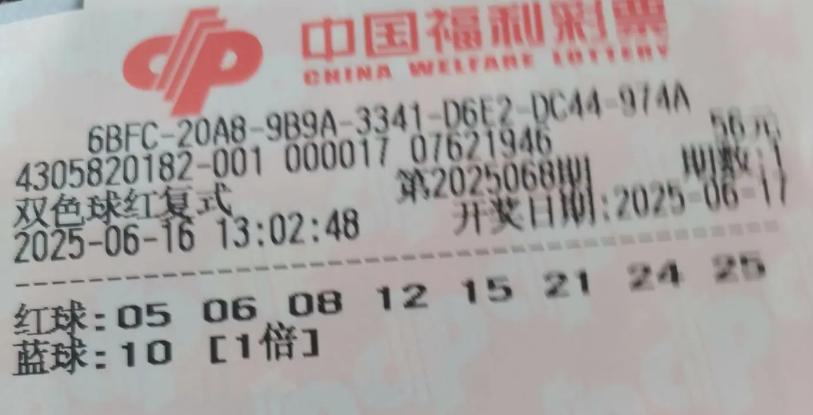 中国福利彩票
CHINA WELFARE LOTTERY
6BFC-20A8-9B9A-3341-D6E2-DC44-974A
4305820182-001 000017 07621946 56元
双色球红复式 第2025068期 期数:1
2025-06-16 13:02:48 开奖日期:2025-06-17
红球:05 06 08 12 15 21 24 25
蓝球:10 [1倍]